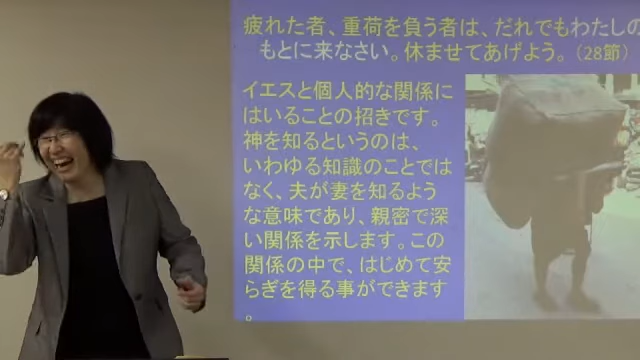 疲れた者、重荷を負う者は、だれでもわたしの
もとに来なさい。休ませてあげよう。（28節）
イエスと個人的な関係に
はいることの招きです。
神を知るというのは、
いわゆる知識のことでは
なく、夫が妻を知るよう
な意味であり、親密で深
い関係を示します。この
関係の中で、はじめて安
らぎを得る事ができます
。